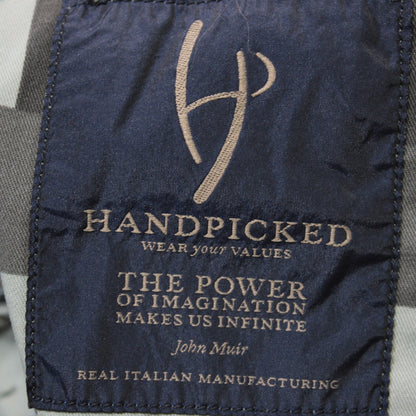 HANDPICKED
WEAR your VALUES
THE POWER
OF IMAGINATION
MAKES US INFINITE
John Muir
REAL ITALIAN MANUFACTURING